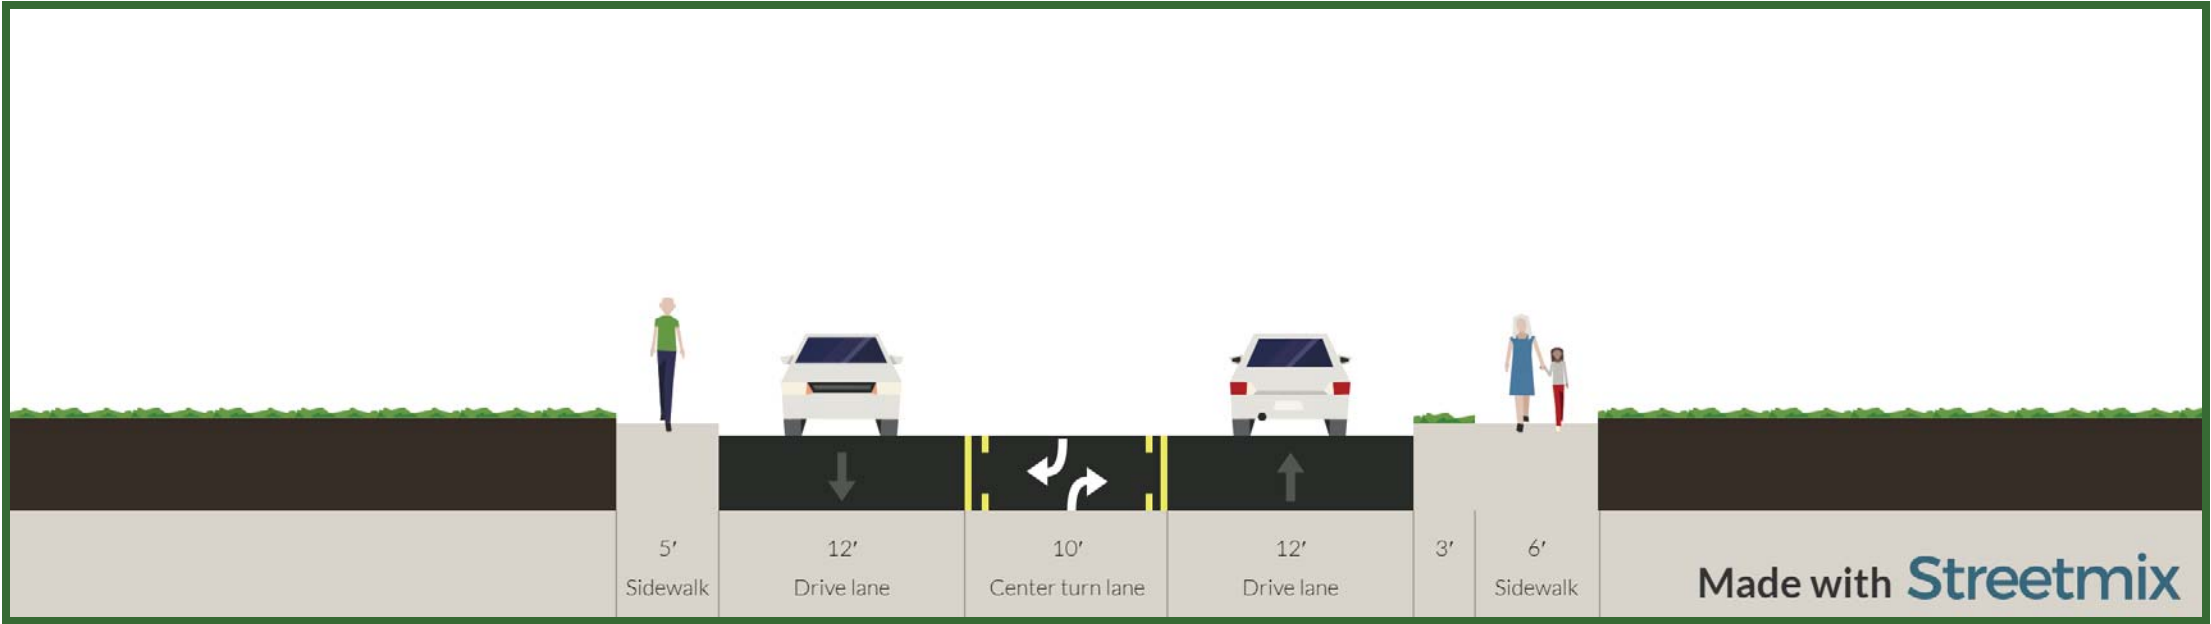 5′
12′
10′
12′
3′
6′
Sidewalk
Drive lane
Center turn lane
Drive lane
Sidewalk
Made with Streetmix